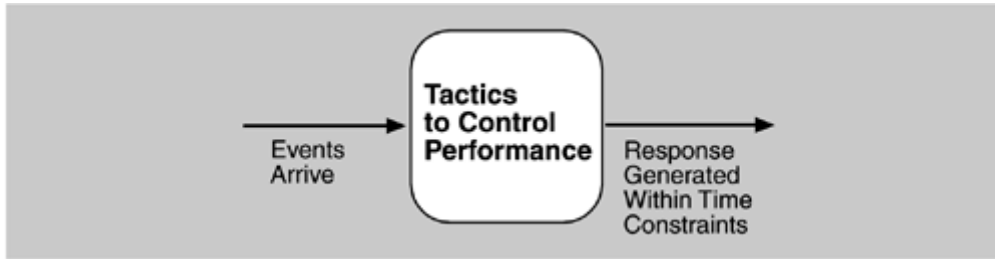 Events
Arrive
Tactics
to Control
Performance
Response
Generated
Within Time
Constraints